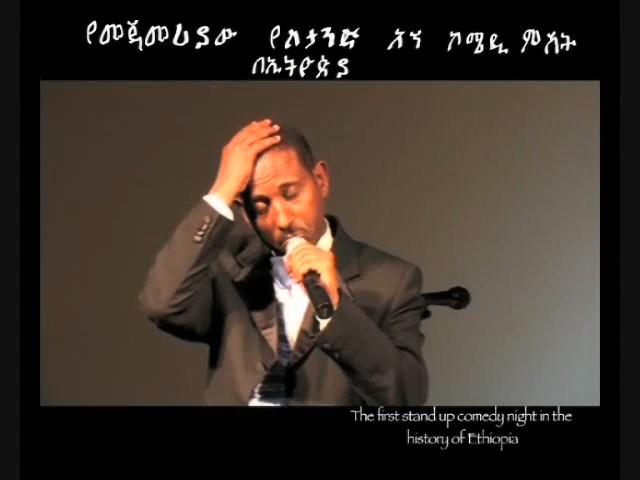 የመጀመሪያው የስታንድ አፕ ኮሜዲ ምሽት
በኢትዮጵያ
The first stand up comedy night in the
history of Ethiopia